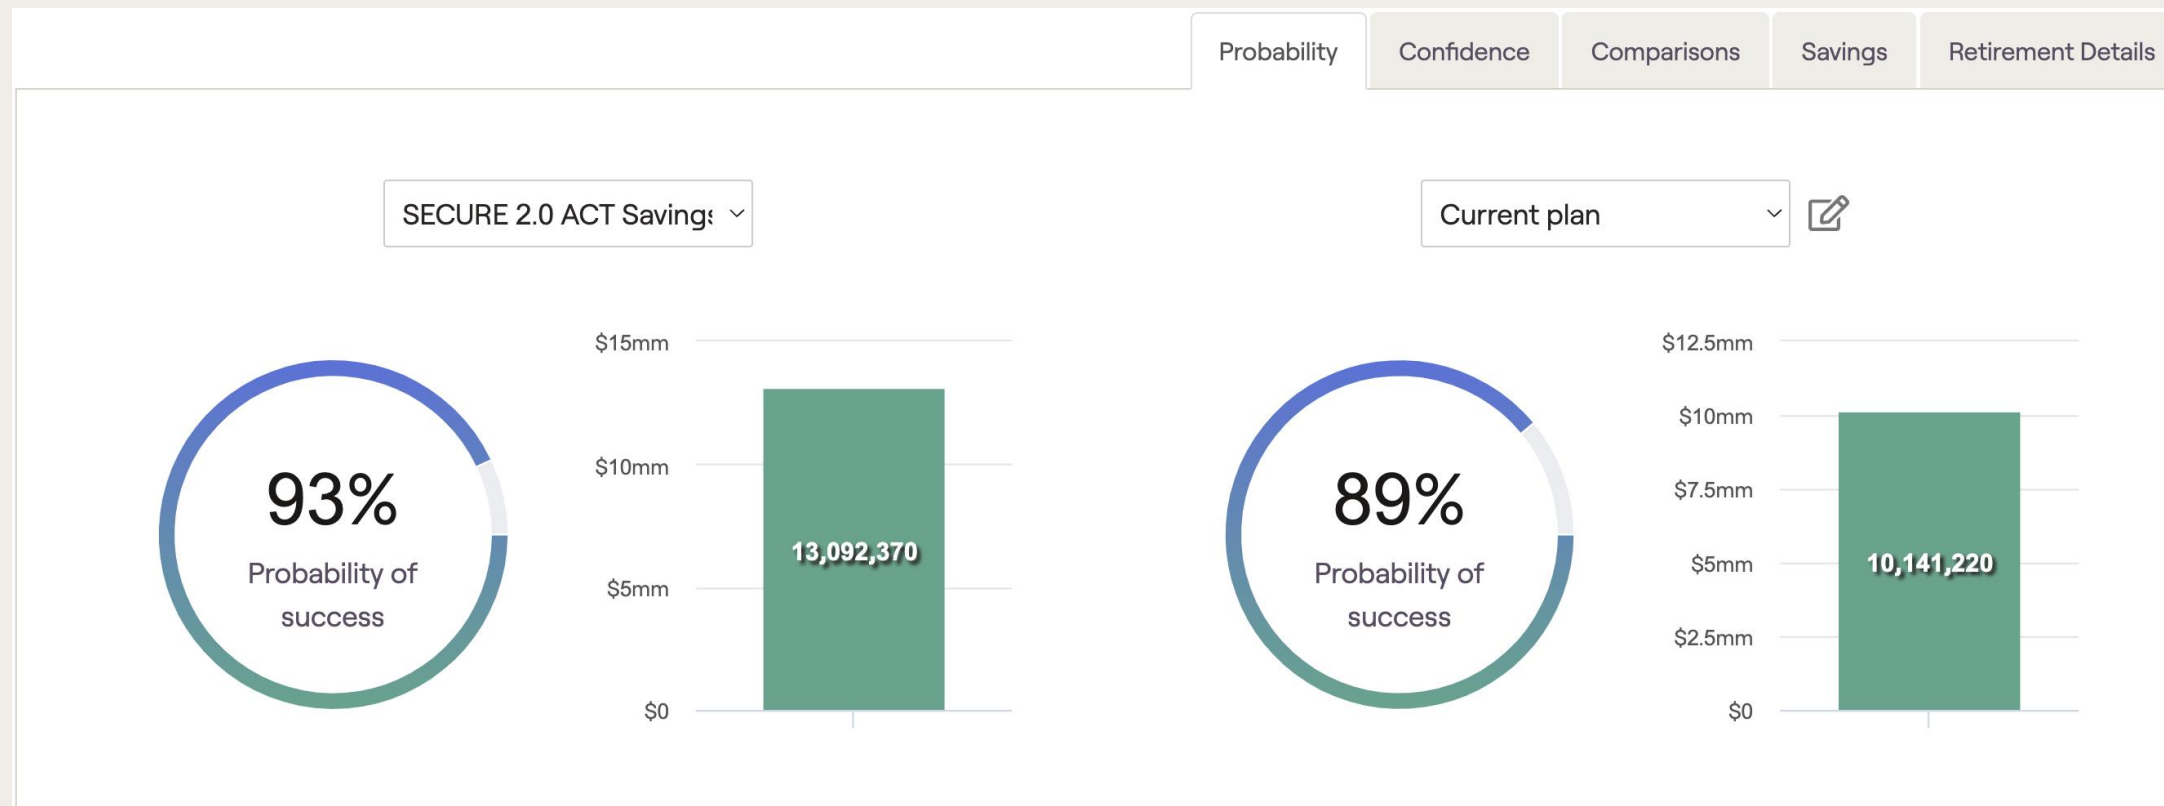 Probability
Confidence
Comparisons
Savings
Retirement Details
SECURE 2.0 ACT Savings
93%
Probability of
success
$15mm
$10mm
$5mm
$0
13,092,370
Current plan
89%
Probability of
success
$12.5mm
$10mm
$7.5mm
$5mm
$2.5mm
$0
10,141,220